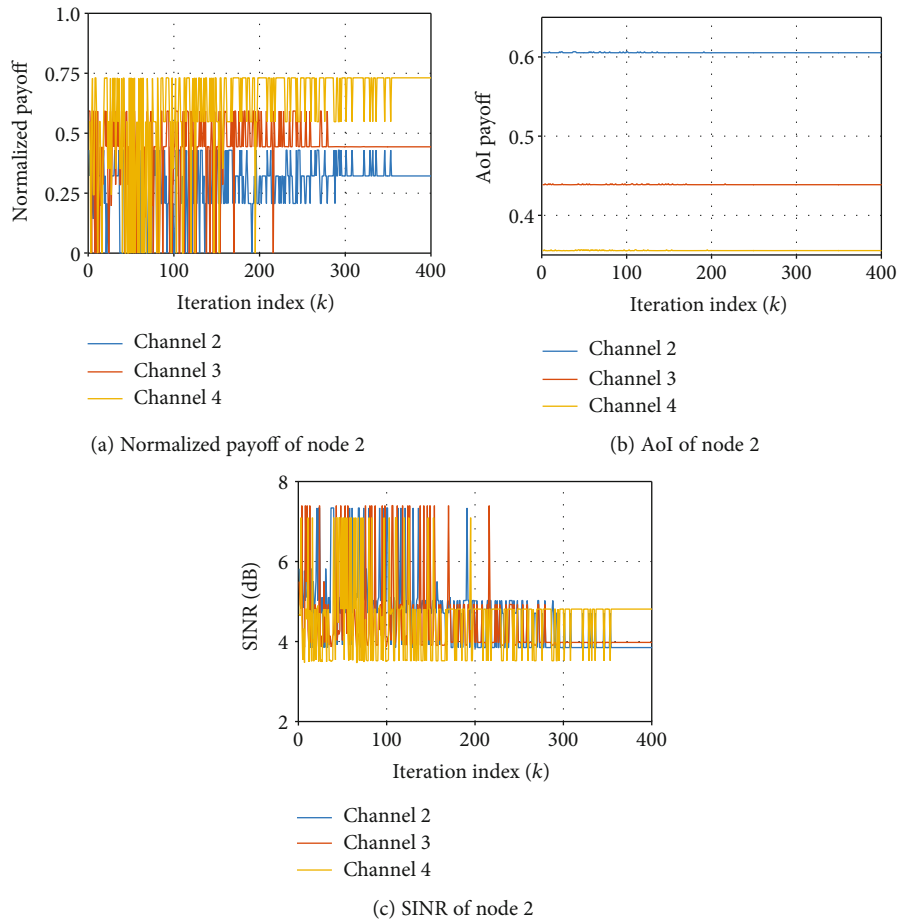 1.0
0.75
0.5
0.25
0
Normalized payoff
0 100 200 300 400
Iteration index (k)
Channel 2
Channel 3
Channel 4
(a) Normalized payoff of node 2
0.6
0.5
0.4
AoI payoff
0 100 200 300 400
Iteration index (k)
Channel 2
Channel 3
Channel 4
(b) AoI of node 2
8
6
4
2
SINR (dB)
0 100 200 300 400
Iteration index (k)
Channel 2
Channel 3
Channel 4
(c) SINR of node 2